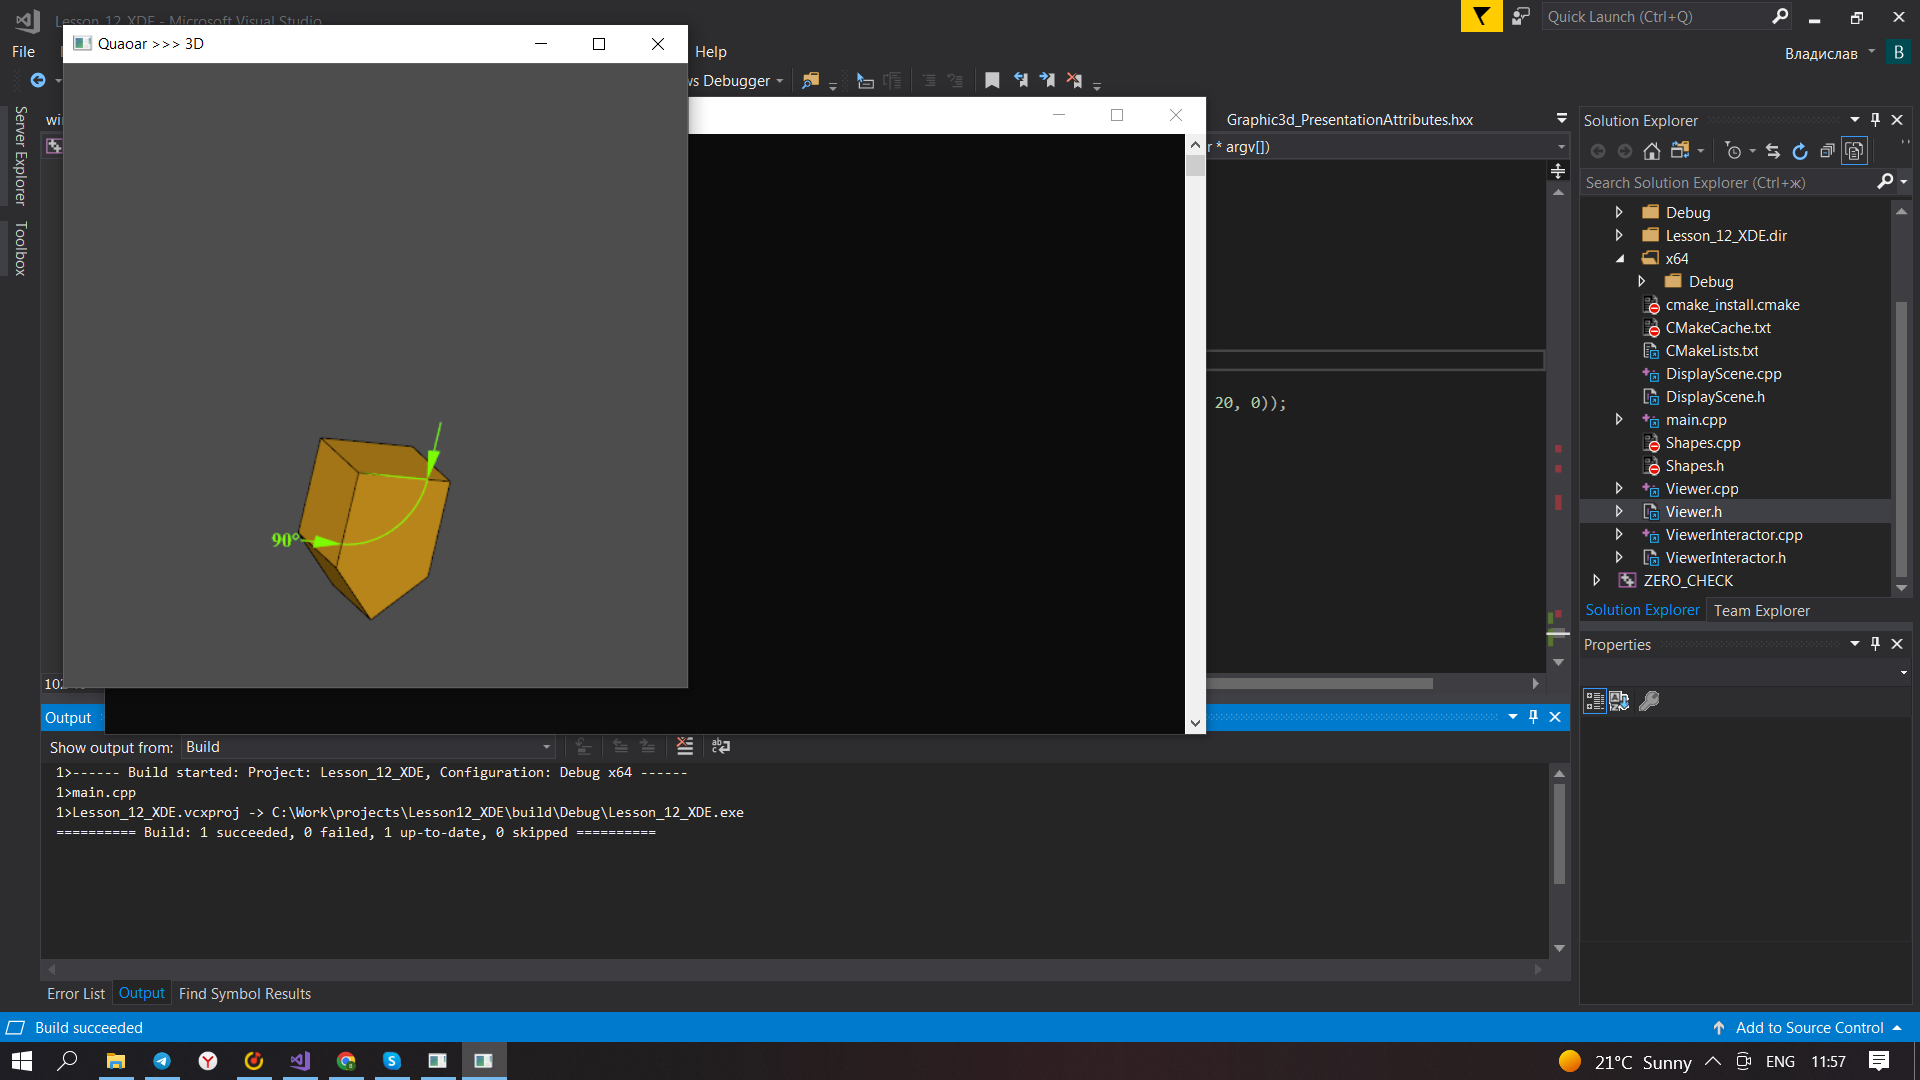 Lesson_12_XDE - Microsoft Visual Studio
Quick Launch (Ctrl+Q)
Quaoar >>> 3D
File
Help
Владислав
B
ws Debugger
Server Explorer
Toolbox
win
Graphic3d_PresentationAttributes.hxx
r * argv[])
20, 0));
90°
Solution Explorer
Search Solution Explorer (Ctrl+ж)
Debug
Lesson_12_XDE.dir
x64
Debug
cmake_install.cmake
CMakeCache.txt
CMakeLists.txt
DisplayScene.cpp
DisplayScene.h
main.cpp
Shapes.cpp
Shapes.h
Viewer.cpp
Viewer.h
ViewerInteractor.cpp
ViewerInteractor.h
ZERO_CHECK
Solution Explorer
Team Explorer
Properties
Output
Show output from: Build
1>------ Build started: Project: Lesson_12_XDE, Configuration: Debug x64 ------
1>main.cpp
1>Lesson_12_XDE.vcxproj -> C:\Work\projects\Lesson12_XDE\build\Debug\Lesson_12_XDE.exe
========== Build: 1 succeeded, 0 failed, 1 up-to-date, 0 skipped ==========
Error List
Output
Find Symbol Results
Build succeeded
Add to Source Control
21°C Sunny
ENG
11:57